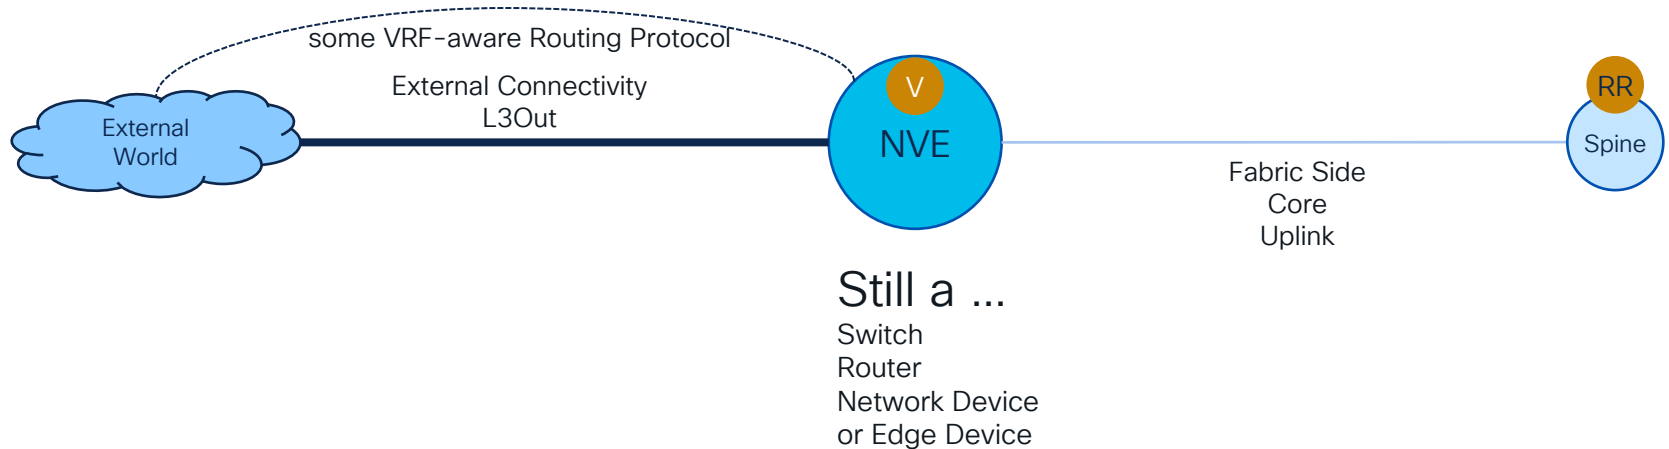 some VRF-aware Routing Protocol
External Connectivity
L3Out
External
World
V
NVE
RR
Spine
Fabric Side
Core
Uplink
Still a ...
Switch
Router
Network Device
or Edge Device